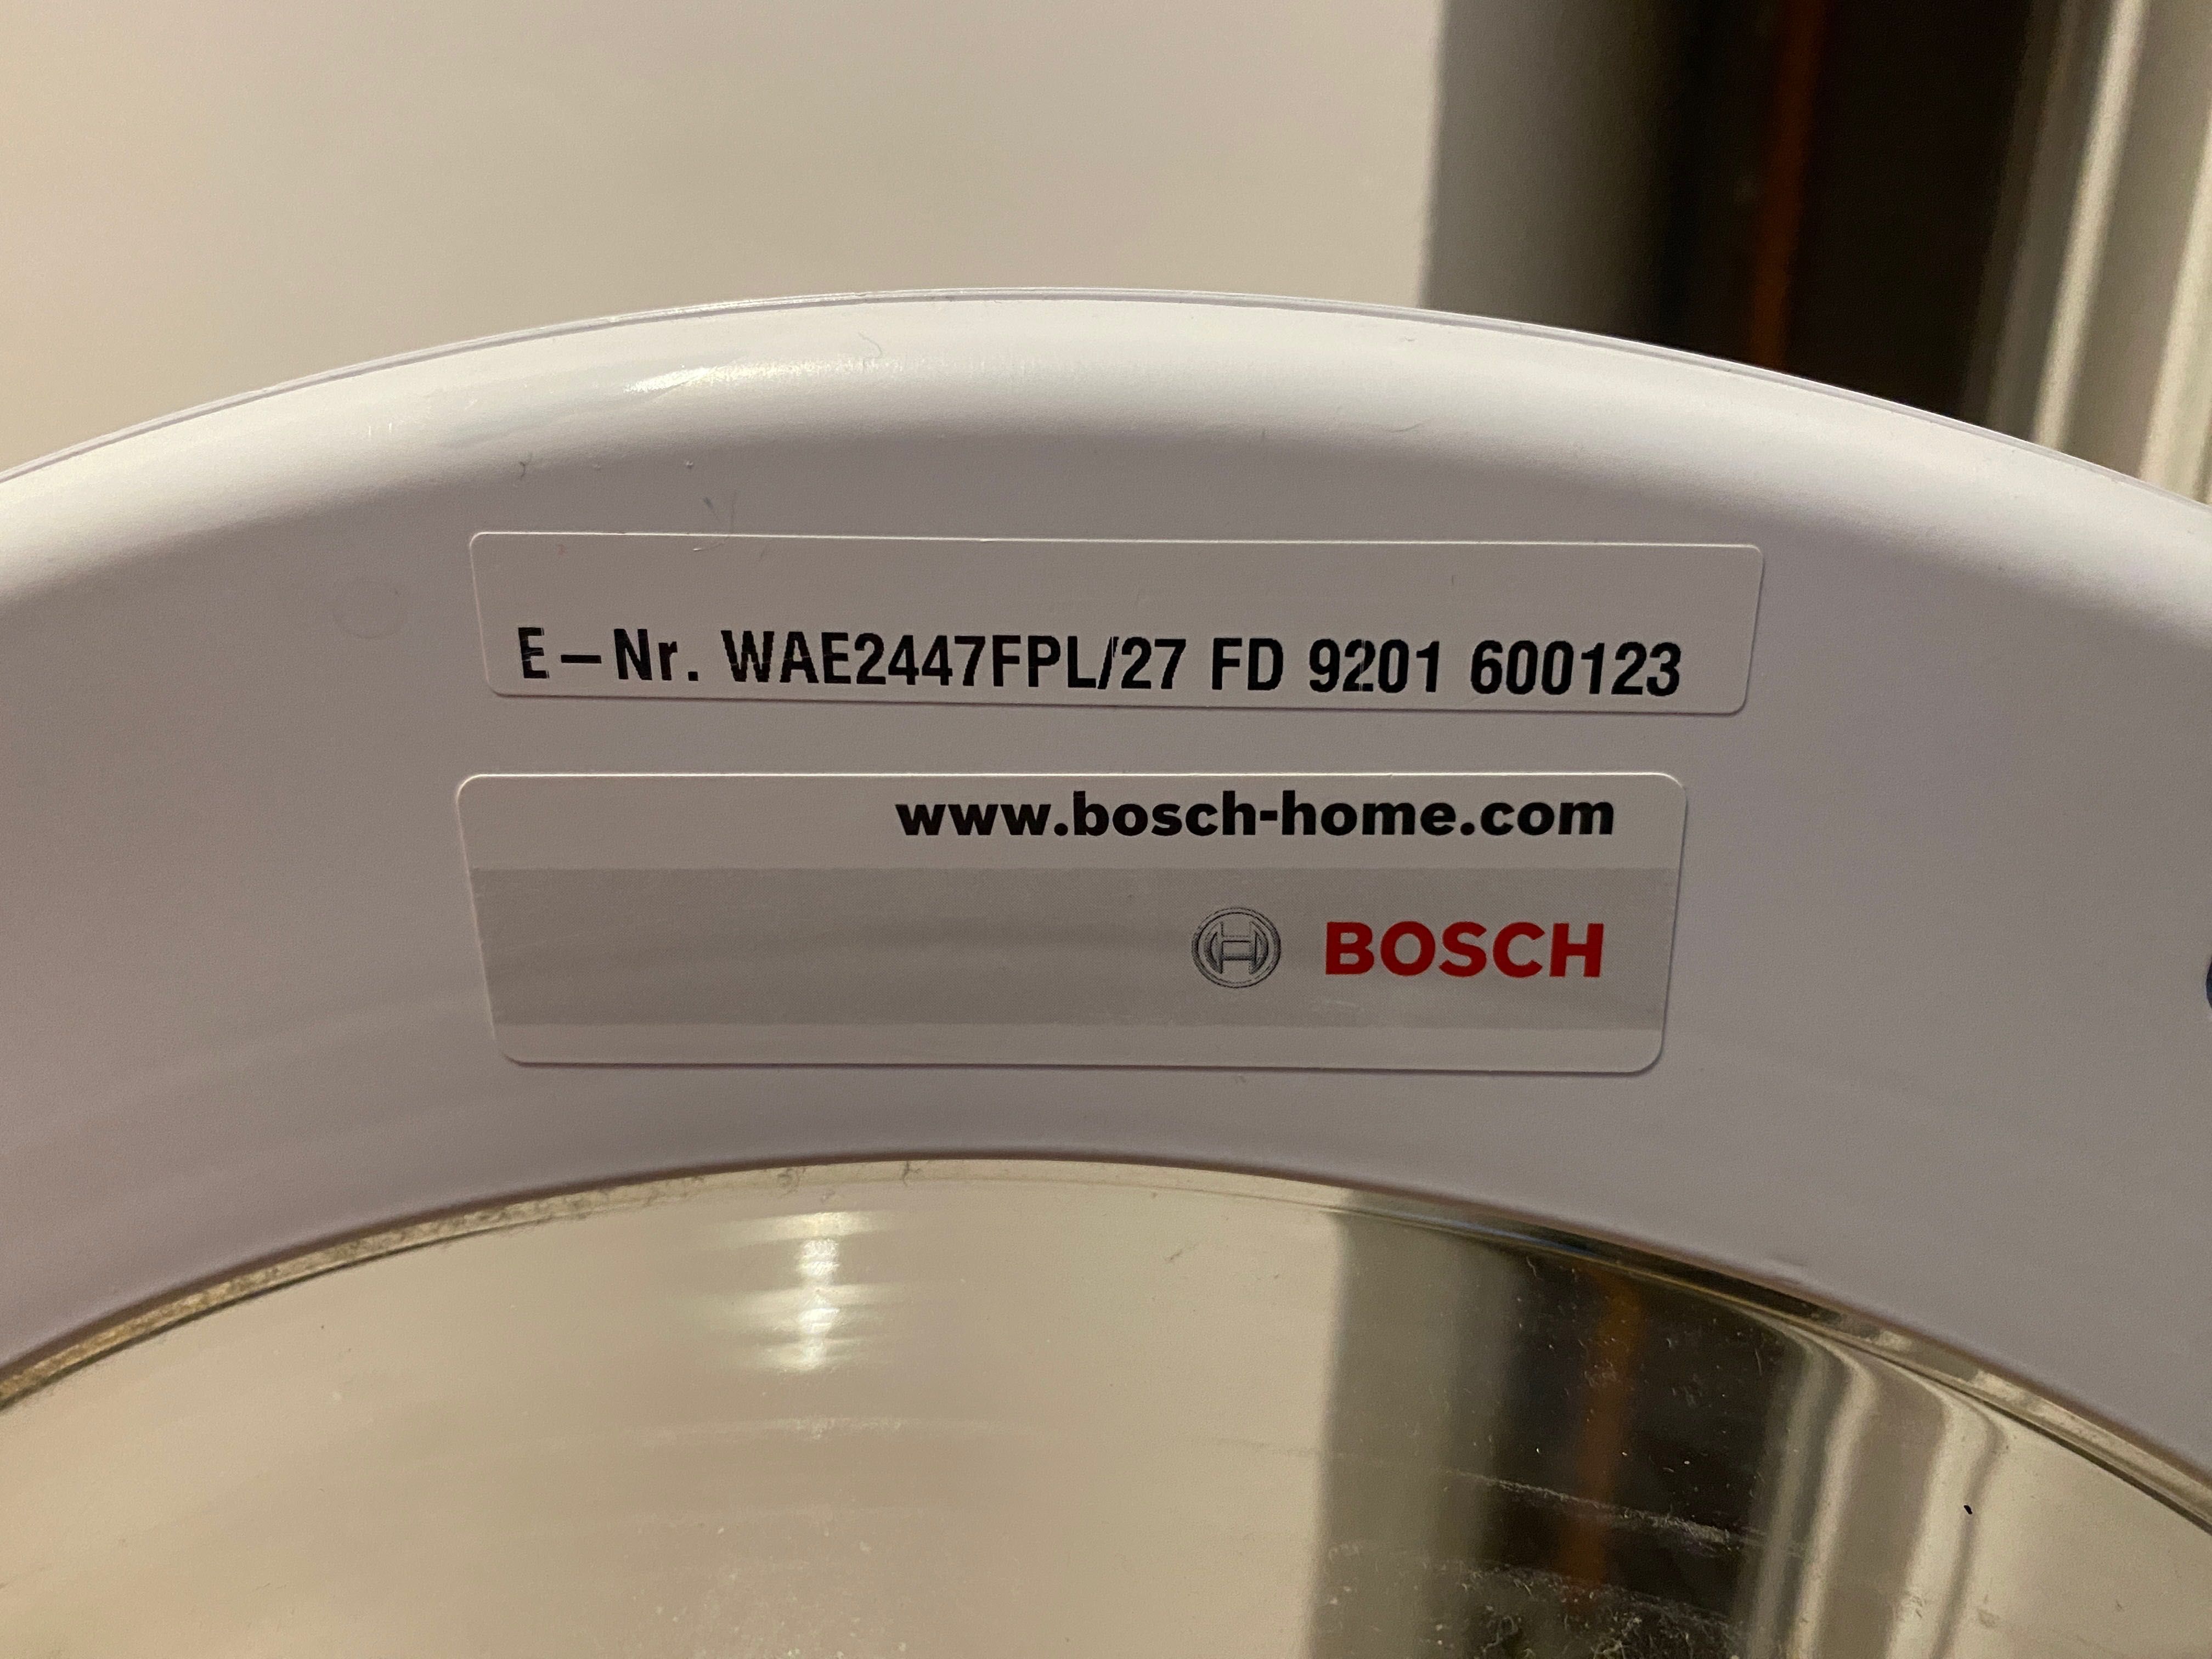 E-Nr. WAE2447FPL/27 FD 9201 600123
www.bosch-home.com
BOSCH